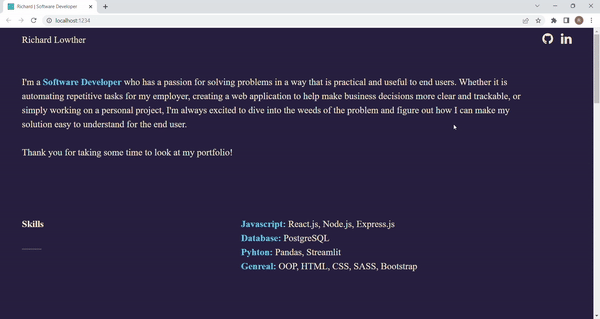 Richard | Software Developer
localhost:1234
Richard Lowther
I'm a Software Developer who has a passion for solving problems in a way that is practical and useful to end users. Whether it is
automating repetitive tasks for my employer, creating a web application to help make business decisions more clear and trackable, or
simply working on a personal project, I'm always excited to dive into the weeds of the problem and figure out how I can make my
solution easy to understand for the end user.
Thank you for taking some time to look at my portfolio!
Skills
Javascript: React.js, Node.js, Express.js
Database: PostgreSQL
Pyhton: Pandas, Streamlit
Genreal: OOP, HTML, CSS, SASS, Bootstrap